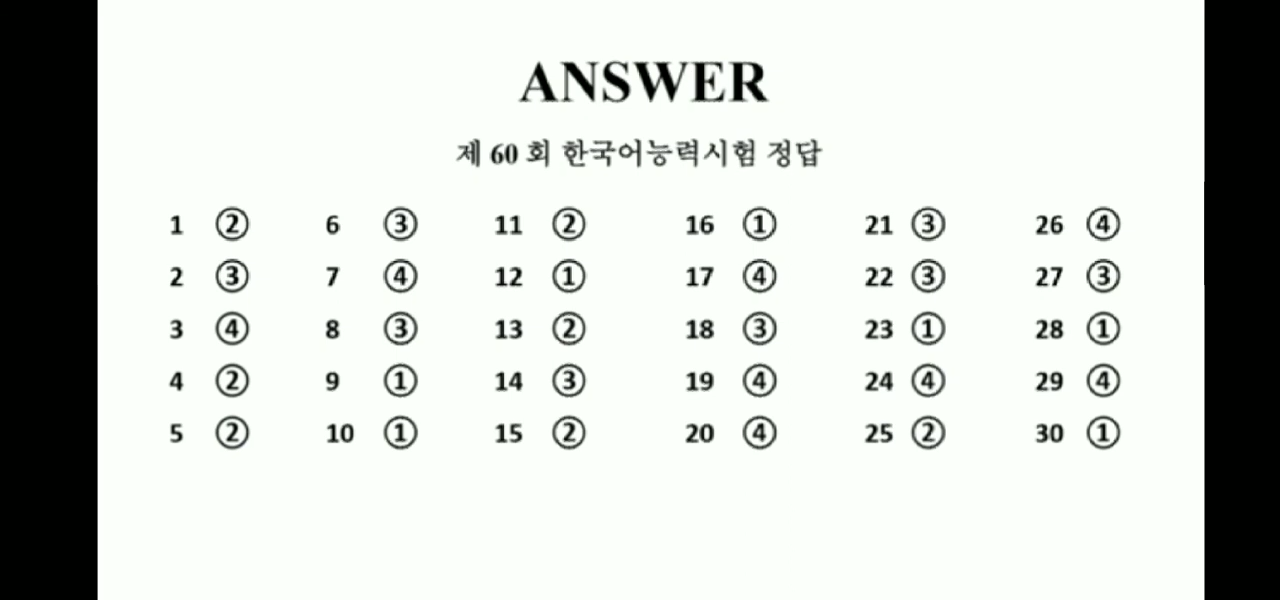 ANSWER
제 60 회 한국어능력시험 정답
1 ② 6 ③ 11 ② 16 ① 21 ③ 26 ④
2 ③ 7 ④ 12 ① 17 ④ 22 ③ 27 ③
3 ④ 8 ③ 13 ② 18 ③ 23 ① 28 ①
4 ② 9 ① 14 ③ 19 ④ 24 ④ 29 ④
5 ② 10 ① 15 ② 20 ④ 25 ② 30 ①